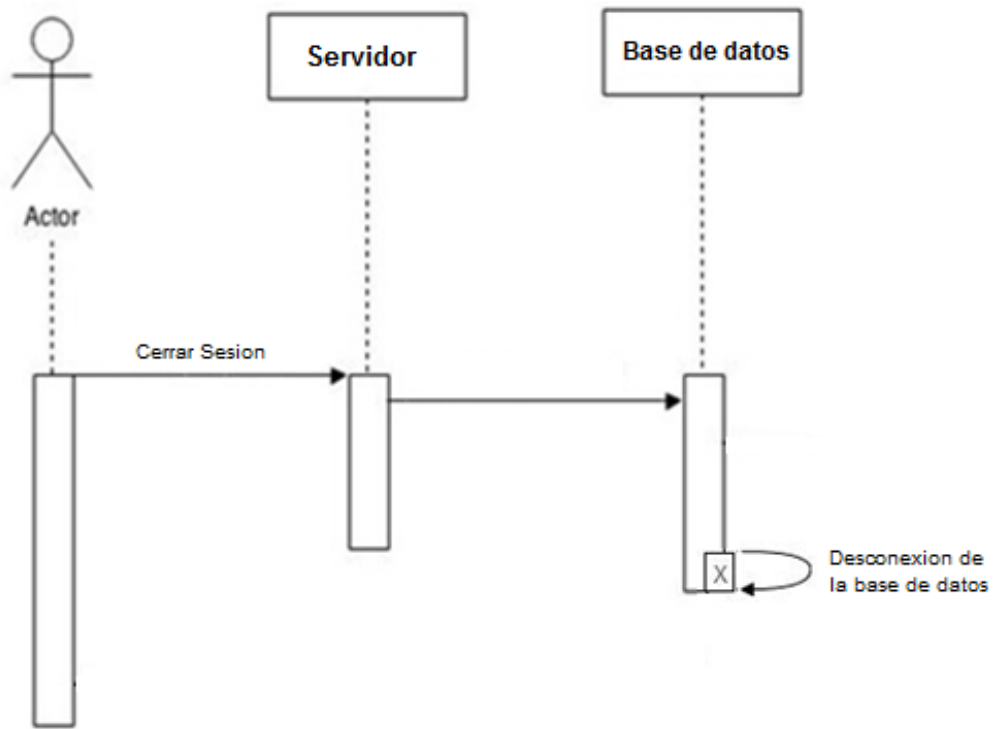 Servidor
Base de datos
Actor
Cerrar Sesion
Desconexion de
la base de datos
X